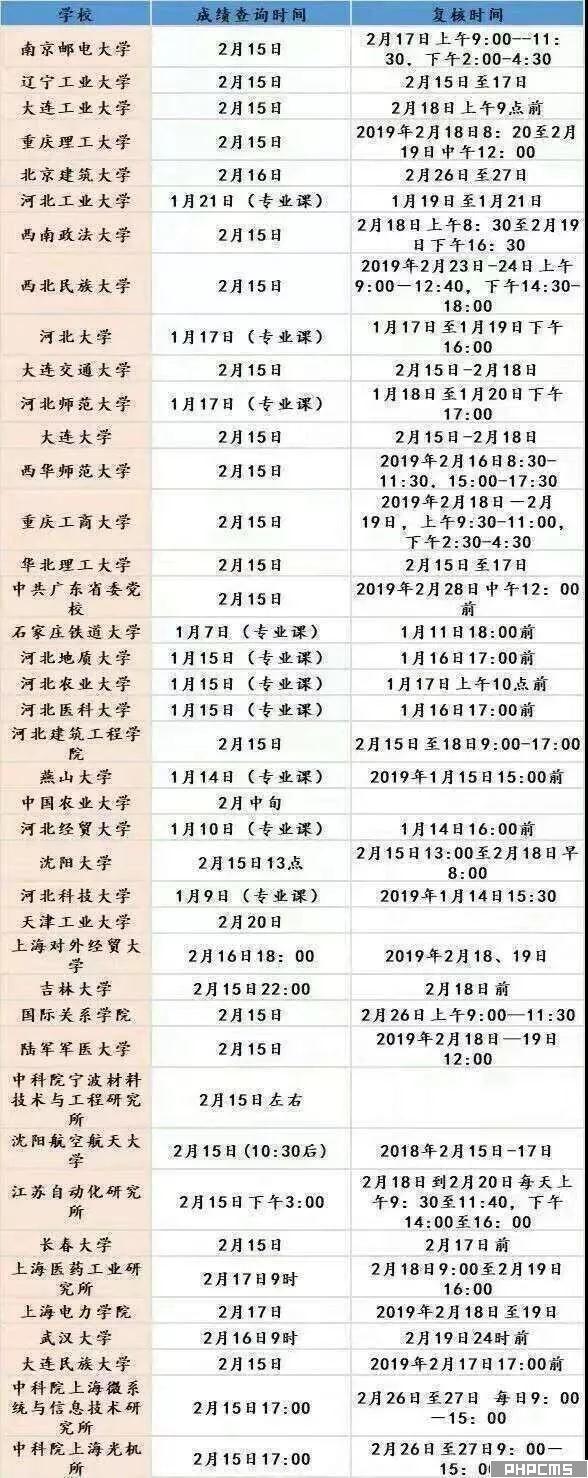 学校 成绩查询时间 复核时间
南京邮电大学 2月15日 2月17日上午9:00--11:
30，下午2:00-4:30
辽宁工业大学 2月15日 2月15日至17日
大连工业大学 2月15日 2月18日上午9点前
重庆理工大学 2月15日 2019年2月18日8：20至2月
19日中午12：00
北京建筑大学 2月16日 2月26日至27日
河北工业大学 1月21日（专业课） 1月19日至1月21日
西南政法大学 2月15日 2月18日上午8：30至2月19
日下午16：30
西北民族大学 2月15日 2019年2月23日-24日上午
9:00－12:40，下午14:30-
18:00
河北大学 1月17日（专业课） 1月17日至1月19日下午
16:00
大连交通大学 2月15日 2月15日-2月18日
河北师范大学 1月17日（专业课） 1月18日至1月20日下午
17:00
大连大学 2月15日 2月15日-2月18日
西华师范大学 2月15日 2019年2月16日8:30-
11:30，15:00-17:30
重庆工商大学 2月15日 2019年2月18日－2月
19日，上午9:30-11:00，
下午2:30-4:30
华北理工大学 2月15日 2月15日至17日
中共广东省委党
校 2月15日 2019年2月28日中午12：00
前
石家庄铁道大学 1月7日（专业课） 1月11日18:00前
河北地质大学 1月15日（专业课） 1月16日17:00前
河北农业大学 1月15日（专业课） 1月17日上午10点前
河北医科大学 1月15日（专业课） 1月16日17:00前
河北建筑工程学
院 2月15日 2月15日至18日9:00-17:00
燕山大学 1月14日（专业课） 2019年1月15日15:00前
中国农业大学 2月中旬
河北经贸大学 1月10日（专业课） 1月14日16:00前
沈阳大学 2月15日13点 2月15日13:00至2月18日早
8:00
河北科技大学 1月9日（专业课） 2019年1月14日15:30
天津工业大学 2月20日
上海对外经贸大
学 2月16日18：00 2019年2月18、19日
吉林大学 2月15日22:00 2月18日前
国际关系学院 2月15日 2月26日上午9:00—11:30
陆军军医大学 2月15日 2019年2月18日—19日
12:00
中科院宁波材料
技术与工程研究
所 2月15日左右
沈阳航空航天大
学 2月15日(10:30后) 2018年2月15日-17日
江苏自动化研究
所 2月15日下午3:00 2月18日到2月20日每天上
午9：30至11:40，下午
14:00至16：00
长春大学 2月15日 2月17日前
上海医药工业研
究所 2月17日9时 2月18日9:00至2月19日
16:00
上海电力学院 2月17日 2019年2月18日至19日
武汉大学 2月16日9时 2月19日24时前
大连民族大学 2月15日 2019年2月17日17:00前
中科院上海微系
统与信息技术研
究所 2月15日17:00 2月26日至27日 每日9：00
－15：00
中科院上海光机
所 2月15日17:00 2月26日至27日9：00－
15：00
PHPCMS